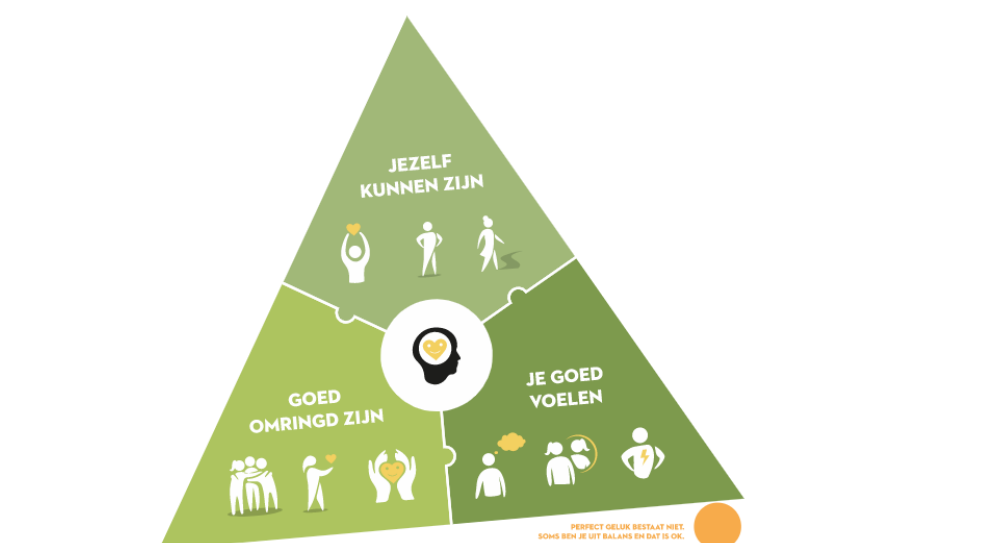 JEZELF
KUNNEN ZIJN
GOED
OMRINGD ZIJN
JE GOED
VOELEN
PERFECT GELUK BESTAAT NIET.
SOMS BEN JE UIT BALANS EN DAT IS OK.